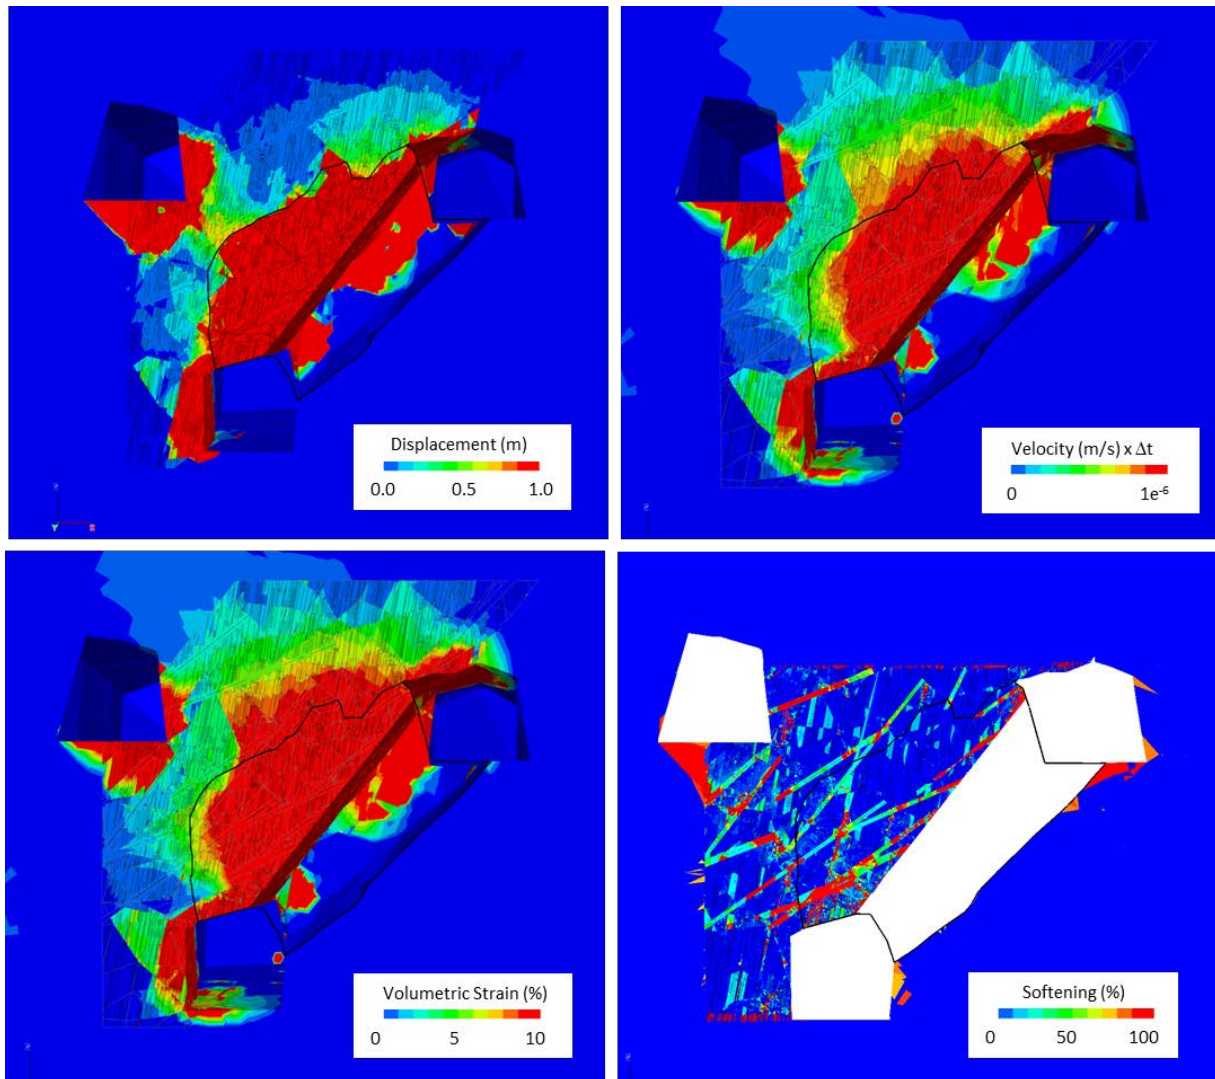 Displacement (m)
0.0 0.5 1.0
Velocity (m/s) x Δt
0 1e-6
Volumetric Strain (%)
0 5 10
Softening (%)
0 50 100